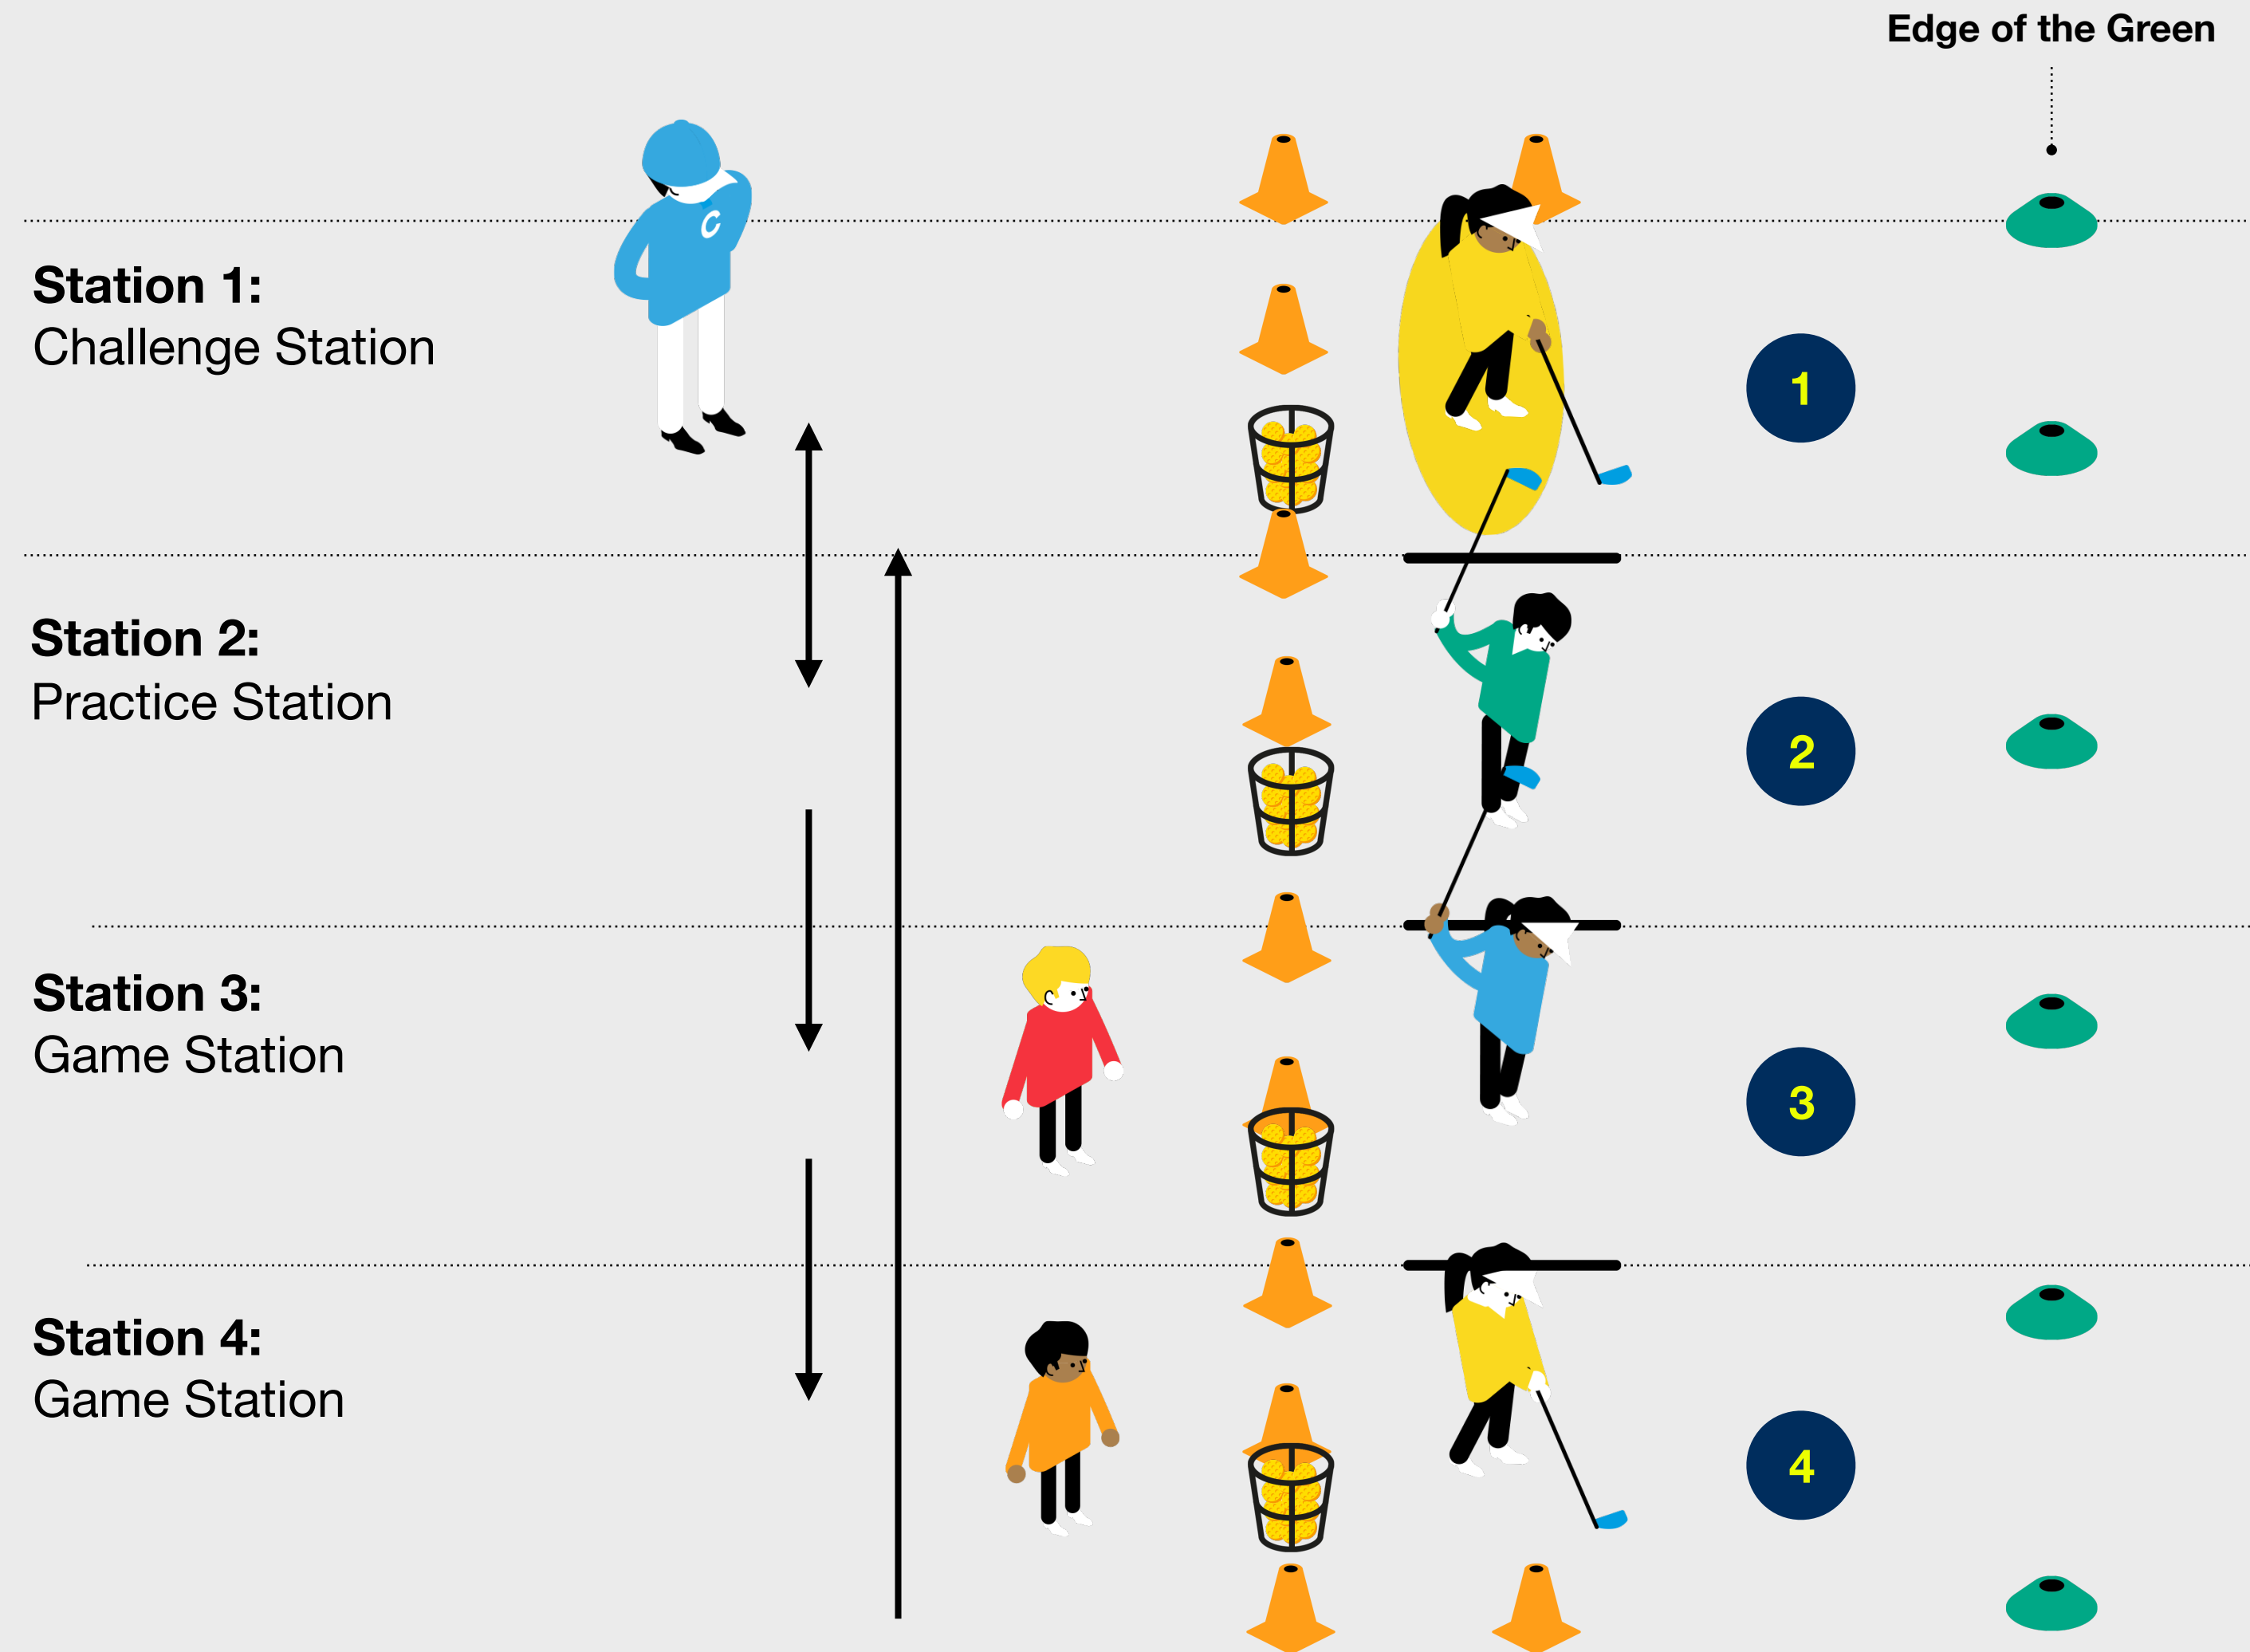 Edge of the Green
C
Station 1:
Challenge Station
1
Station 2:
Practice Station
2
Station 3:
Game Station
3
Station 4:
Game Station
4